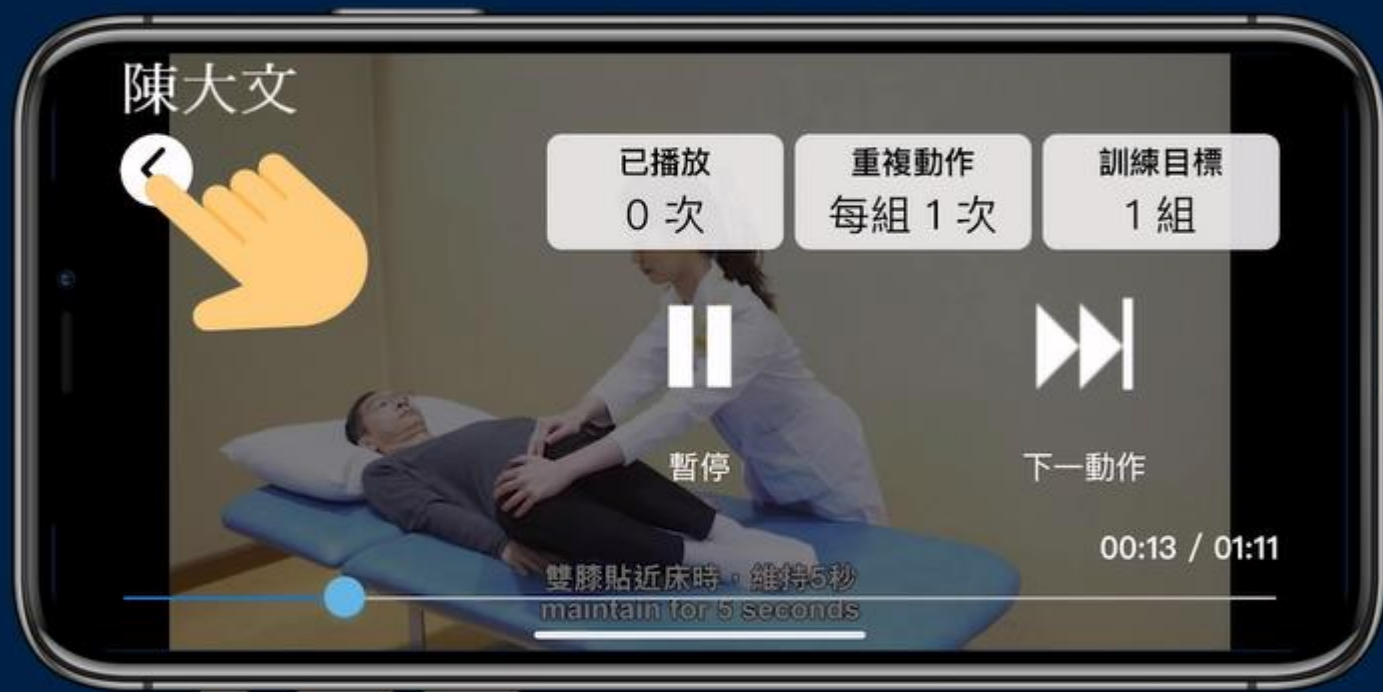 陳大文
已播放
0 次
重複動作
每組 1 次
訓練目標
1 組
暫停
下一動作
00:13 / 01:11
雙膝貼近床時，維持5秒
maintain for 5 seconds